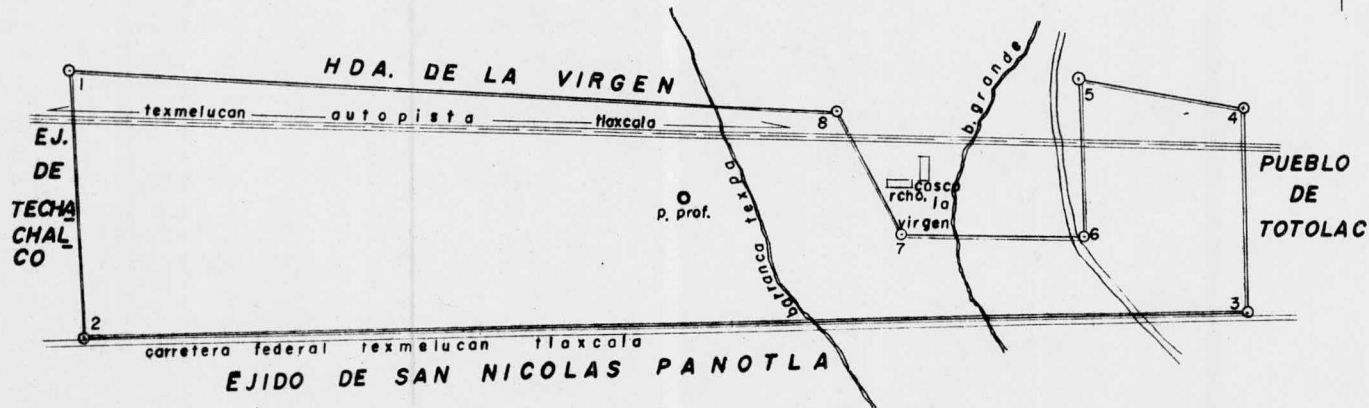 HDA. DE LA VIRGEN
1
texmelucan autopista tlaxcala
8
b. grande
5
4
EJ.
DE
TECHA
CHAL
CO
PUEBLO
DE
TOTOLAC
p. prof.
barranca texpa
casco
rcho. la
virgen
7
6
2
3
carretera federal texmelucan tlaxcala
EJIDO DE SAN NICOLAS PANOTLA